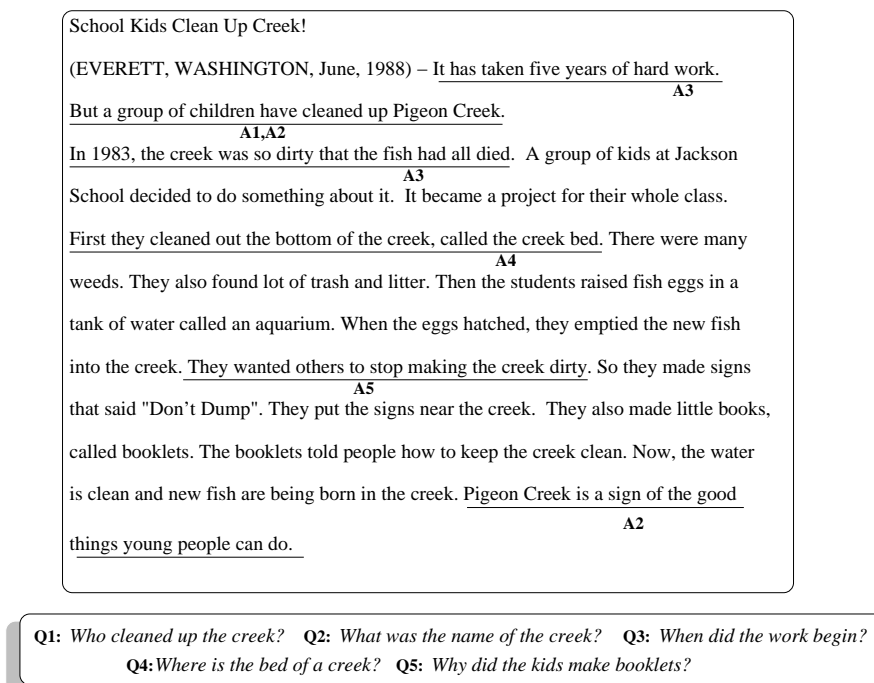 School Kids Clean Up Creek!
(EVERETT, WASHINGTON, June, 1988) – It has taken five years of hard work.
A3
But a group of children have cleaned up Pigeon Creek.
A1,A2
In 1983, the creek was so dirty that the fish had all died. A group of kids at Jackson
A3
School decided to do something about it. It became a project for their whole class.
First they cleaned out the bottom of the creek, called the creek bed. There were many
A4
weeds. They also found lot of trash and litter. Then the students raised fish eggs in a
tank of water called an aquarium. When the eggs hatched, they emptied the new fish
into the creek. They wanted others to stop making the creek dirty. So they made signs
A5
that said "Don't Dump". They put the signs near the creek. They also made little books,
called booklets. The booklets told people how to keep the creek clean. Now, the water
is clean and new fish are being born in the creek. Pigeon Creek is a sign of the good
A2
things young people can do.
Q1: Who cleaned up the creek? Q2: What was the name of the creek? Q3: When did the work begin?
Q4:Where is the bed of a creek? Q5: Why did the kids make booklets?